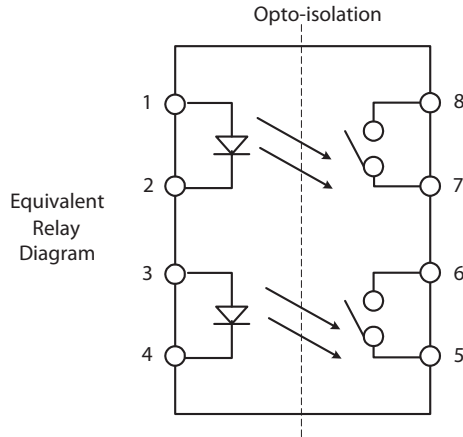 Opto-isolation
1
8
2
7
Equivalent
Relay
Diagram
3
6
4
5